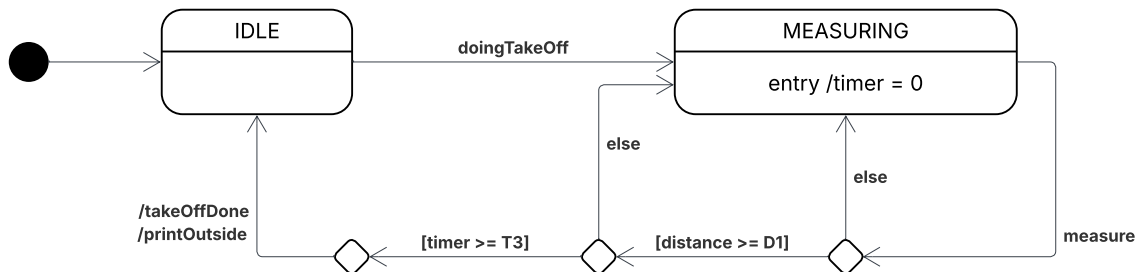 IDLE
MEASURING
doingTakeOff
entry /timer = 0
else
else
/takeOffDone
/printOutside
[timer >= T3]
[distance >= D1]
measure